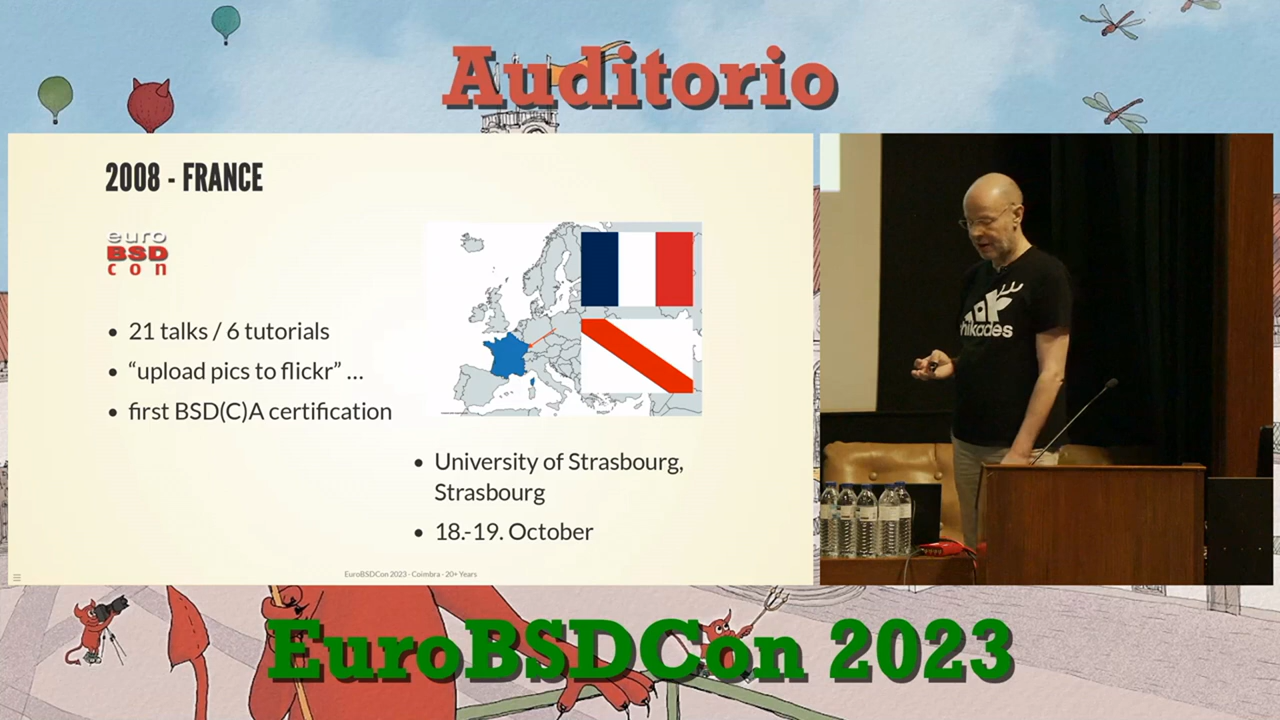 Auditorio
2008 - FRANCE
euro
BSD
con
• 21 talks / 6 tutorials
• “upload pics to flickr” ...
• first BSD(C)A certification
• University of Strasbourg,
Strasbourg
• 18.-19. October
EuroBSDCon 2023 - Coimbra - 20+ Years
hikades
EuroBSDCon 2023